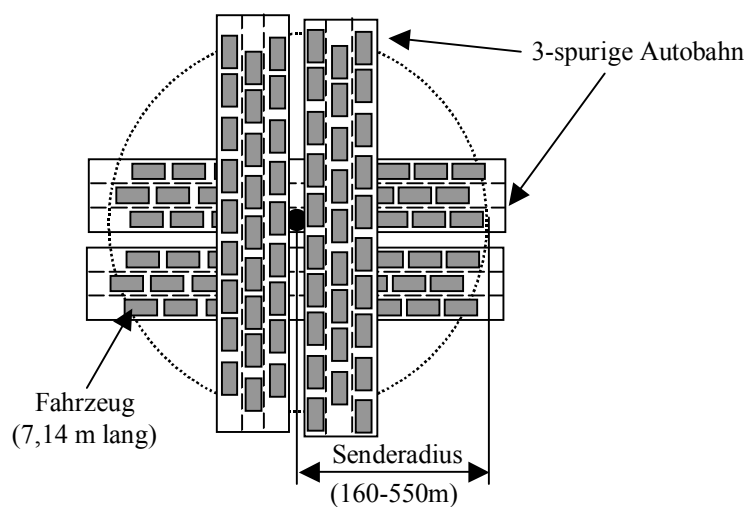 3-spurige Autobahn
Fahrzeug
(7,14 m lang)
Senderadius
(160-550m)